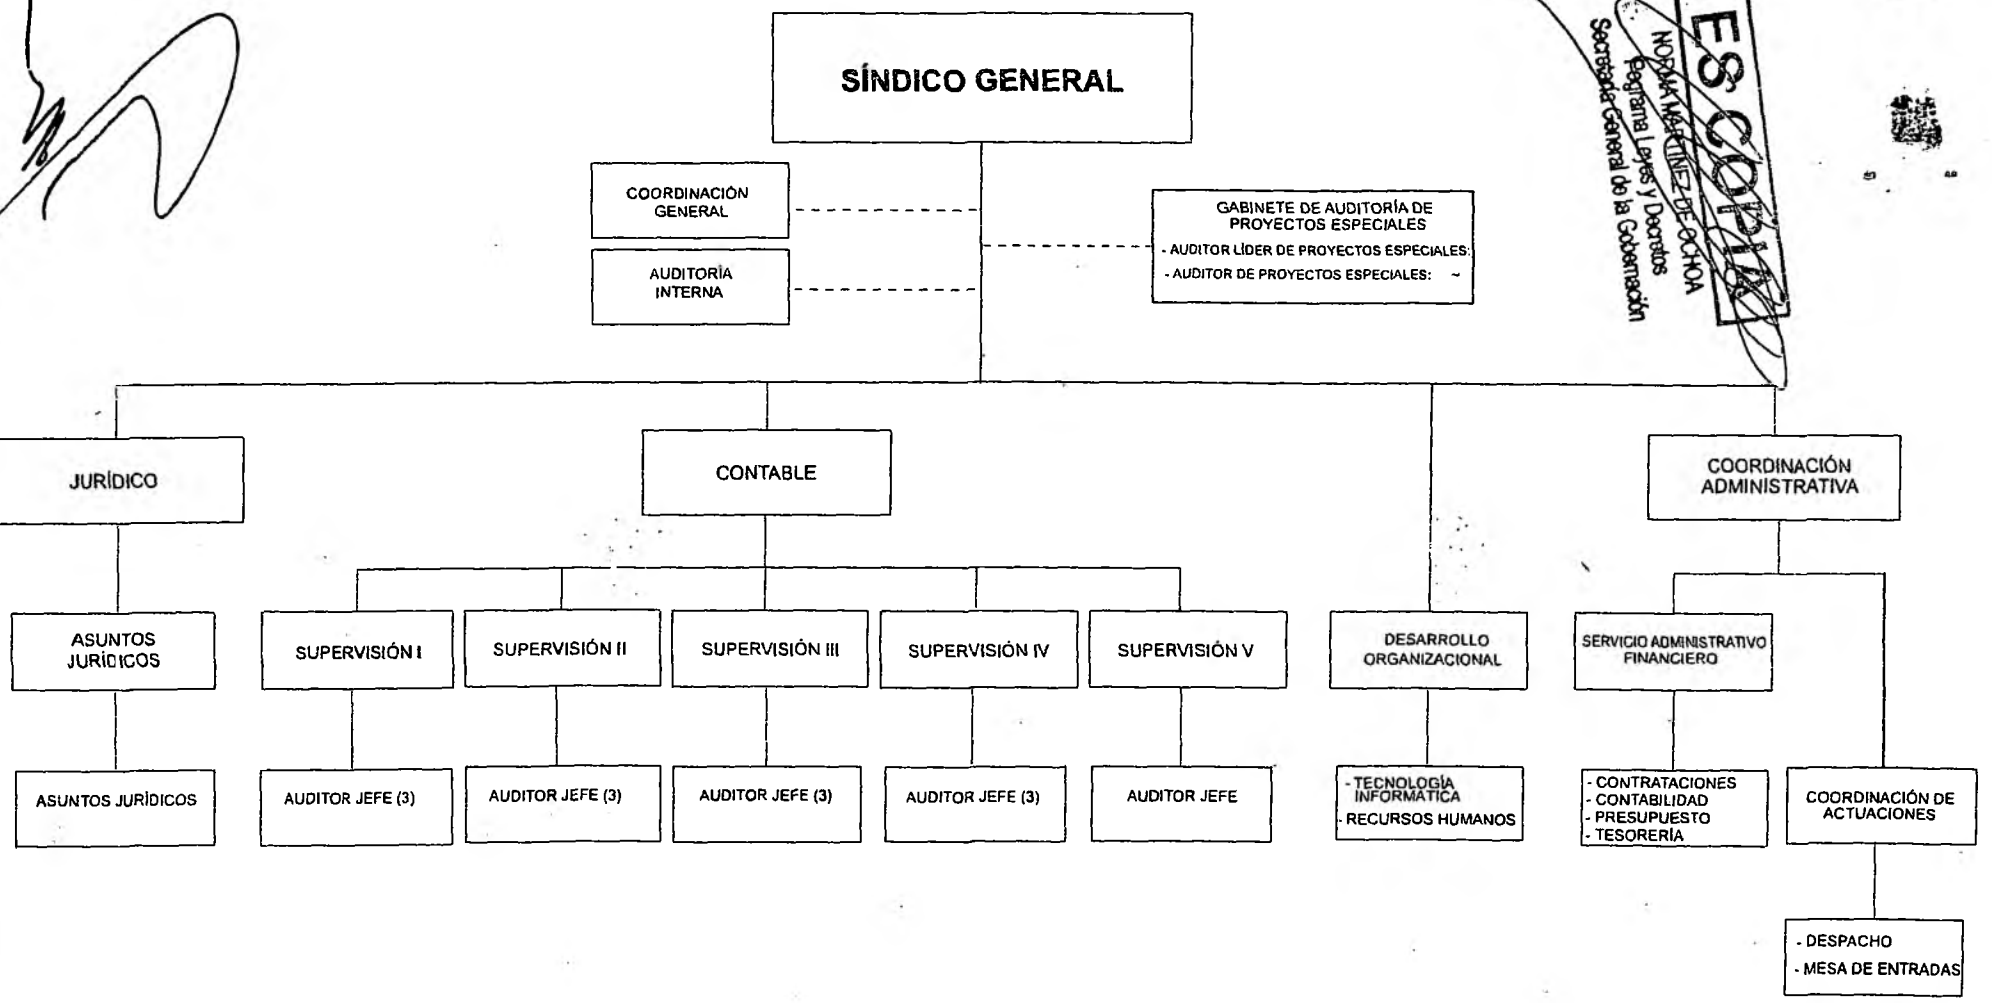 SÍNDICO GENERAL
ES COPIA
NORMA MARTINEZ DE OCHOA
Programa Leyes y Decretos
Secretaría General de la Gobernación
COORDINACIÓN
GENERAL
AUDITORÍA
INTERNA
GABINETE DE AUDITORÍA DE
PROYECTOS ESPECIALES
- AUDITOR LÍDER DE PROYECTOS ESPECIALES:
- AUDITOR DE PROYECTOS ESPECIALES: ~
JURÍDICO
CONTABLE
COORDINACIÓN
ADMINISTRATIVA
ASUNTOS
JURÍDICOS
SUPERVISIÓN I
SUPERVISIÓN II
SUPERVISIÓN III
SUPERVISIÓN IV
SUPERVISIÓN V
DESARROLLO
ORGANIZACIONAL
SERVICIO ADMINISTRATIVO
FINANCIERO
ASUNTOS JURÍDICOS
AUDITOR JEFE (3)
AUDITOR JEFE (3)
AUDITOR JEFE (3)
AUDITOR JEFE (3)
AUDITOR JEFE
- TECNOLOGÍA
INFORMÁTICA
- RECURSOS HUMANOS
- CONTRATACIONES
- CONTABILIDAD
- PRESUPUESTO
- TESORERÍA
COORDINACIÓN DE
ACTUACIONES
- DESPACHO
- MESA DE ENTRADAS